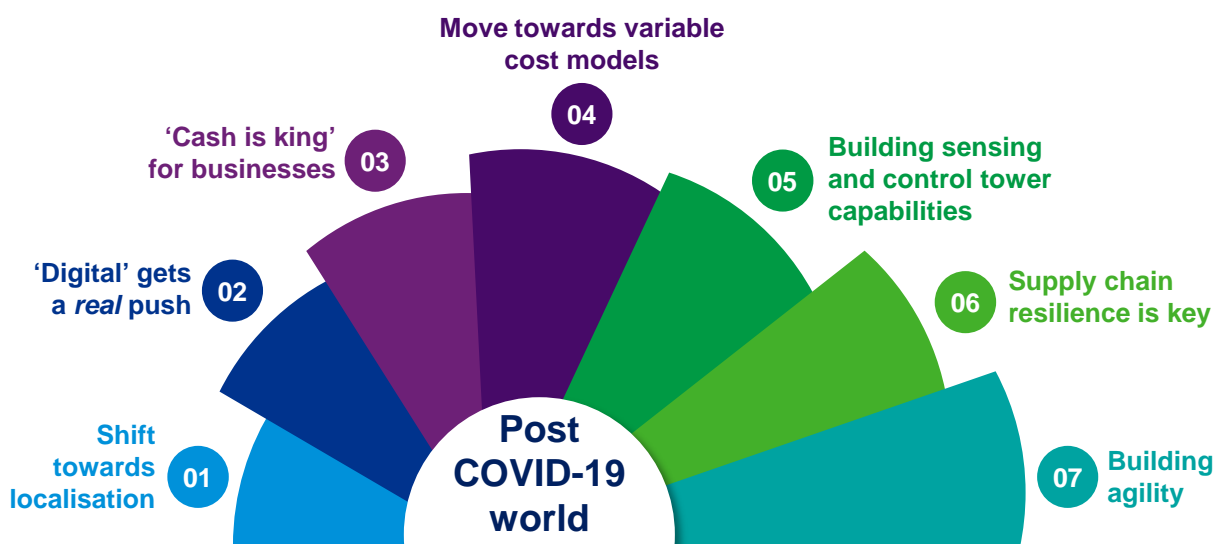 Post
COVID-19
world
01
Shift
towards
localisation
02
‘Digital’ gets
a real push
03
‘Cash is king’
for businesses
04
Move towards variable
cost models
05
Building sensing
and control tower
capabilities
06
Supply chain
resilience is key
07
Building
agility